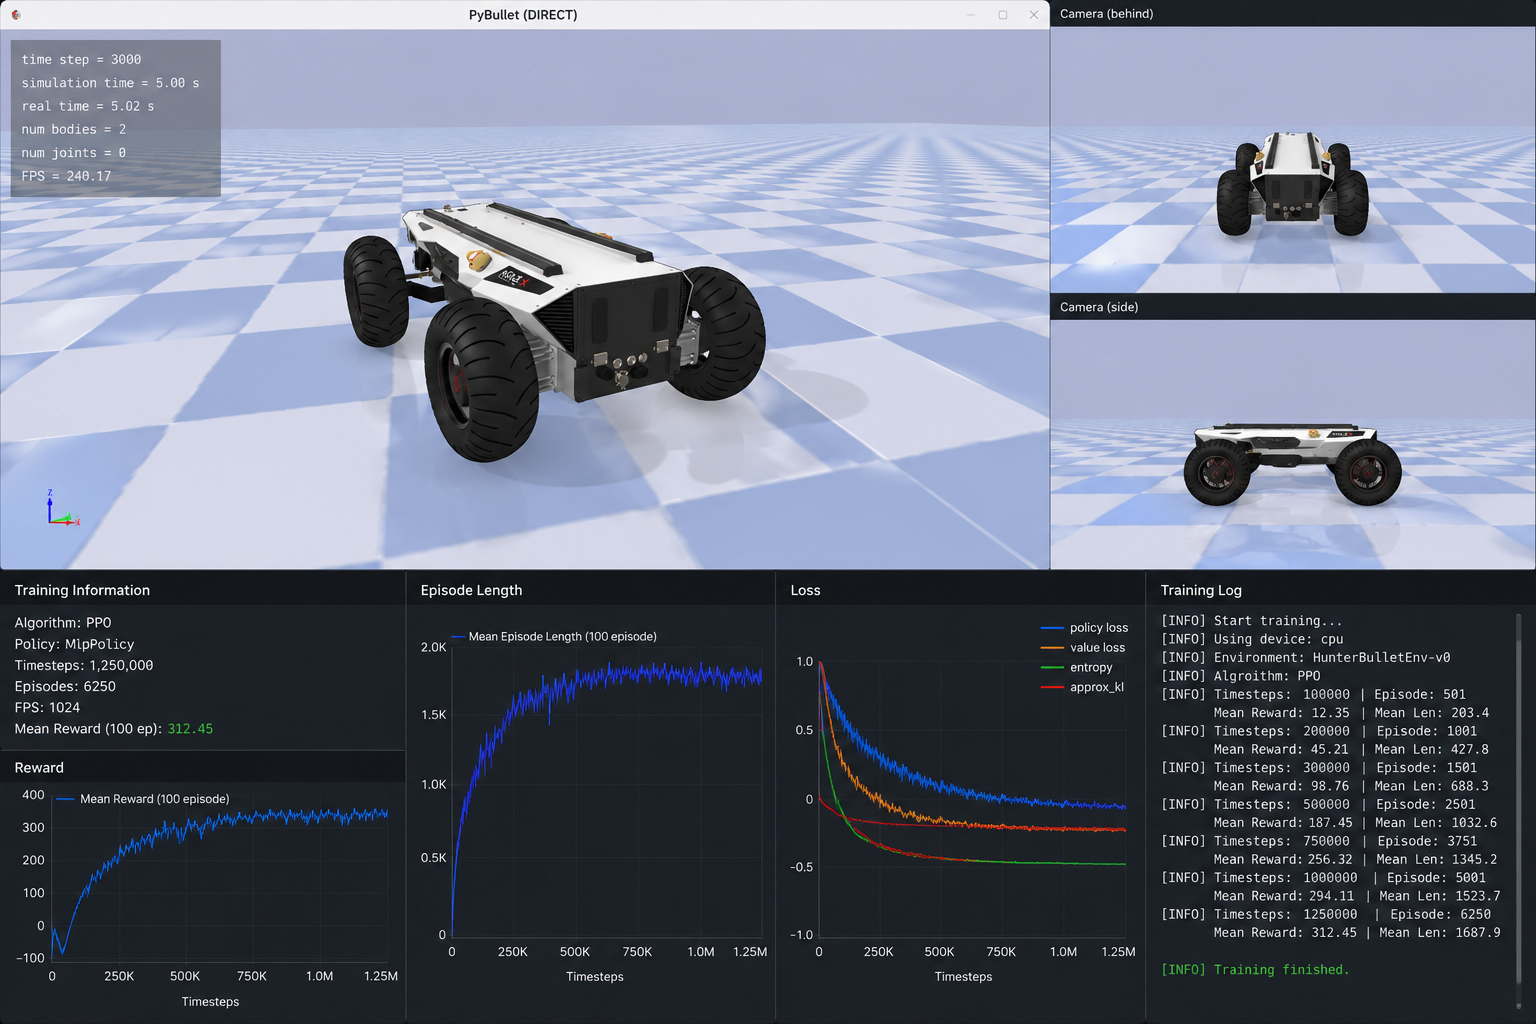 PyBullet (DIRECT)
time step = 3000
simulation time = 5.00 s
real time = 5.02 s
num bodies = 2
num joints = 0
FPS = 240.17
Z
X
Camera (behind)
Camera (side)
Training Information
Algorithm: PPO
Policy: MlpPolicy
Timesteps: 1,250,000
Episodes: 6250
FPS: 1024
Mean Reward (100 ep): 312.45
Reward
Mean Reward (100 episode)
400
300
200
100
0
-100
0 250K 500K 750K 1.0M 1.25M
Timesteps
Episode Length
Mean Episode Length (100 episode)
2.0K
1.5K
1.0K
0.5K
0
0 250K 500K 750K 1.0M 1.25M
Timesteps
Loss
policy loss
value loss
entropy
approx_kl
1.0
0.5
0
-0.5
-1.0
0 250K 500K 750K 1.0M 1.25M
Timesteps
Training Log
[INFO] Start training...
[INFO] Using device: cpu
[INFO] Environment: HunterBulletEnv-v0
[INFO] Algroithm: PPO
[INFO] Timesteps: 100000 | Episode: 501
Mean Reward: 12.35 | Mean Len: 203.4
[INFO] Timesteps: 200000 | Episode: 1001
Mean Reward: 45.21 | Mean Len: 427.8
[INFO] Timesteps: 300000 | Episode: 1501
Mean Reward: 98.76 | Mean Len: 688.3
[INFO] Timesteps: 500000 | Episode: 2501
Mean Reward: 187.45 | Mean Len: 1032.6
[INFO] Timesteps: 750000 | Episode: 3751
Mean Reward: 256.32 | Mean Len: 1345.2
[INFO] Timesteps: 1000000 | Episode: 5001
Mean Reward: 294.11 | Mean Len: 1523.7
[INFO] Timesteps: 1250000 | Episode: 6250
Mean Reward: 312.45 | Mean Len: 1687.9
[INFO] Training finished.